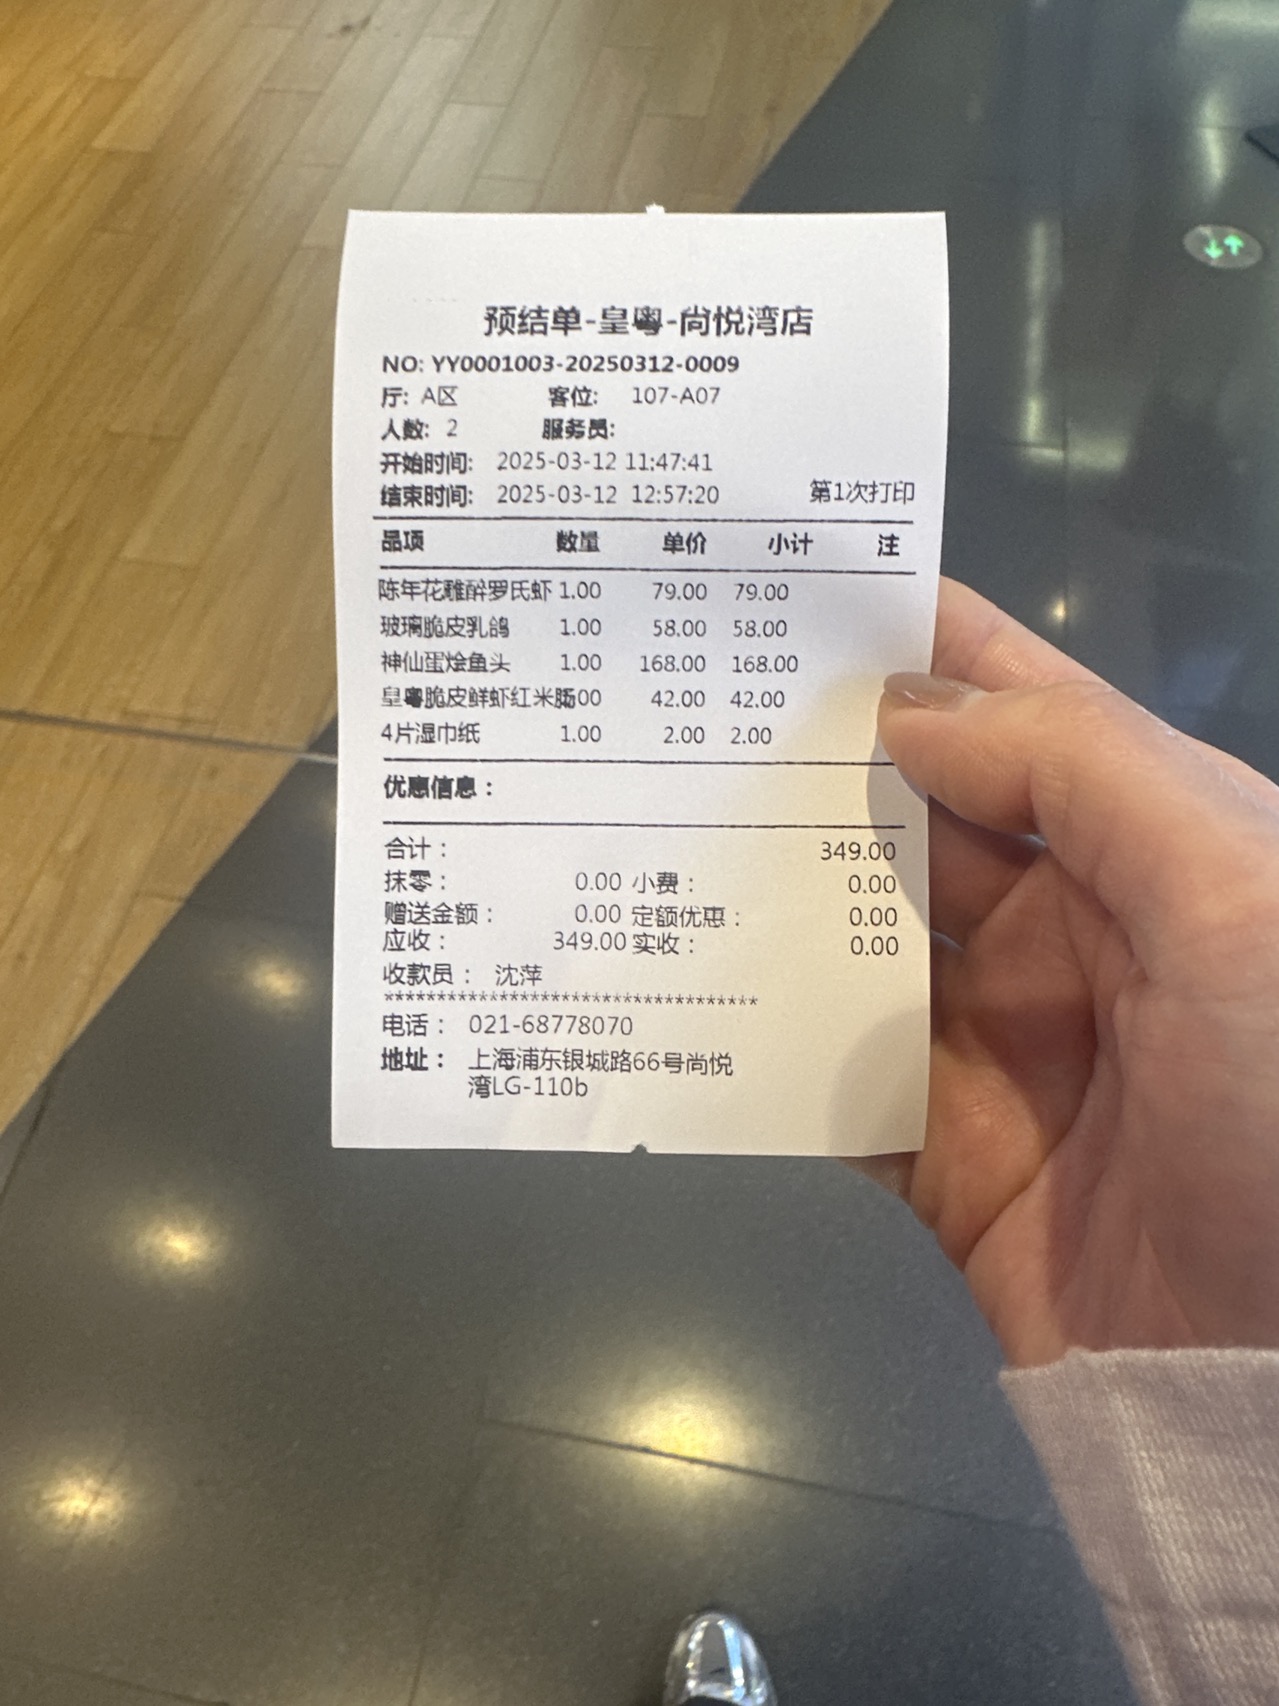 预结单-皇粤-尚悦湾店
NO: YY0001003-20250312-0009
厅: A区 客位: 107-A07
人数: 2 服务员:
开始时间: 2025-03-12 11:47:41
结束时间: 2025-03-12 12:57:20 第1次打印
品项 数量 单价 小计 注
陈年花雕醉罗氏虾 1.00 79.00 79.00
玻璃脆皮乳鸽 1.00 58.00 58.00
神仙蛋烩鱼头 1.00 168.00 168.00
皇粤脆皮鲜虾红米肠 00 42.00 42.00
4片湿巾纸 1.00 2.00 2.00
优惠信息：
合计： 349.00
抹零： 0.00 小费： 0.00
赠送金额： 0.00 定额优惠： 0.00
应收： 349.00 实收： 0.00
收款员： 沈萍
***********************************
电话： 021-68778070
地址： 上海浦东银城路66号尚悦
湾LG-110b